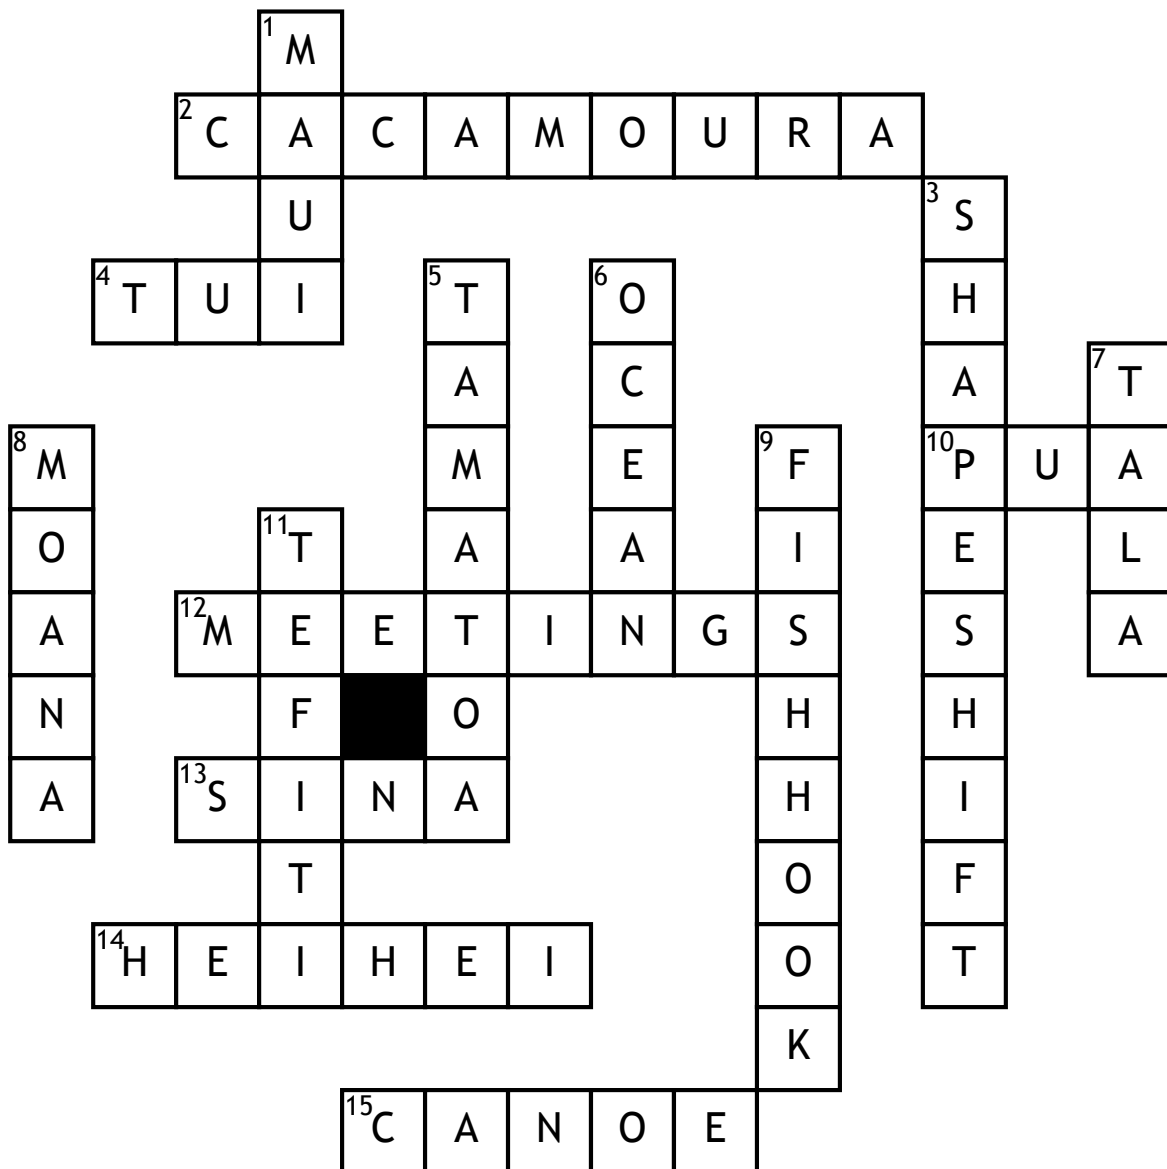 1 M
2 C A C A M O U R A
U 3 S
4 T U I 5 T 6 O H
A C A 7 T
8 M M E 9 F 10 P U A
O 11 T A A I E L
A 12 M E E T I N G S S A
N F O H H
A 13 S I N A H I
T O F
14 H E I H E I O T
K
15 C A N O E